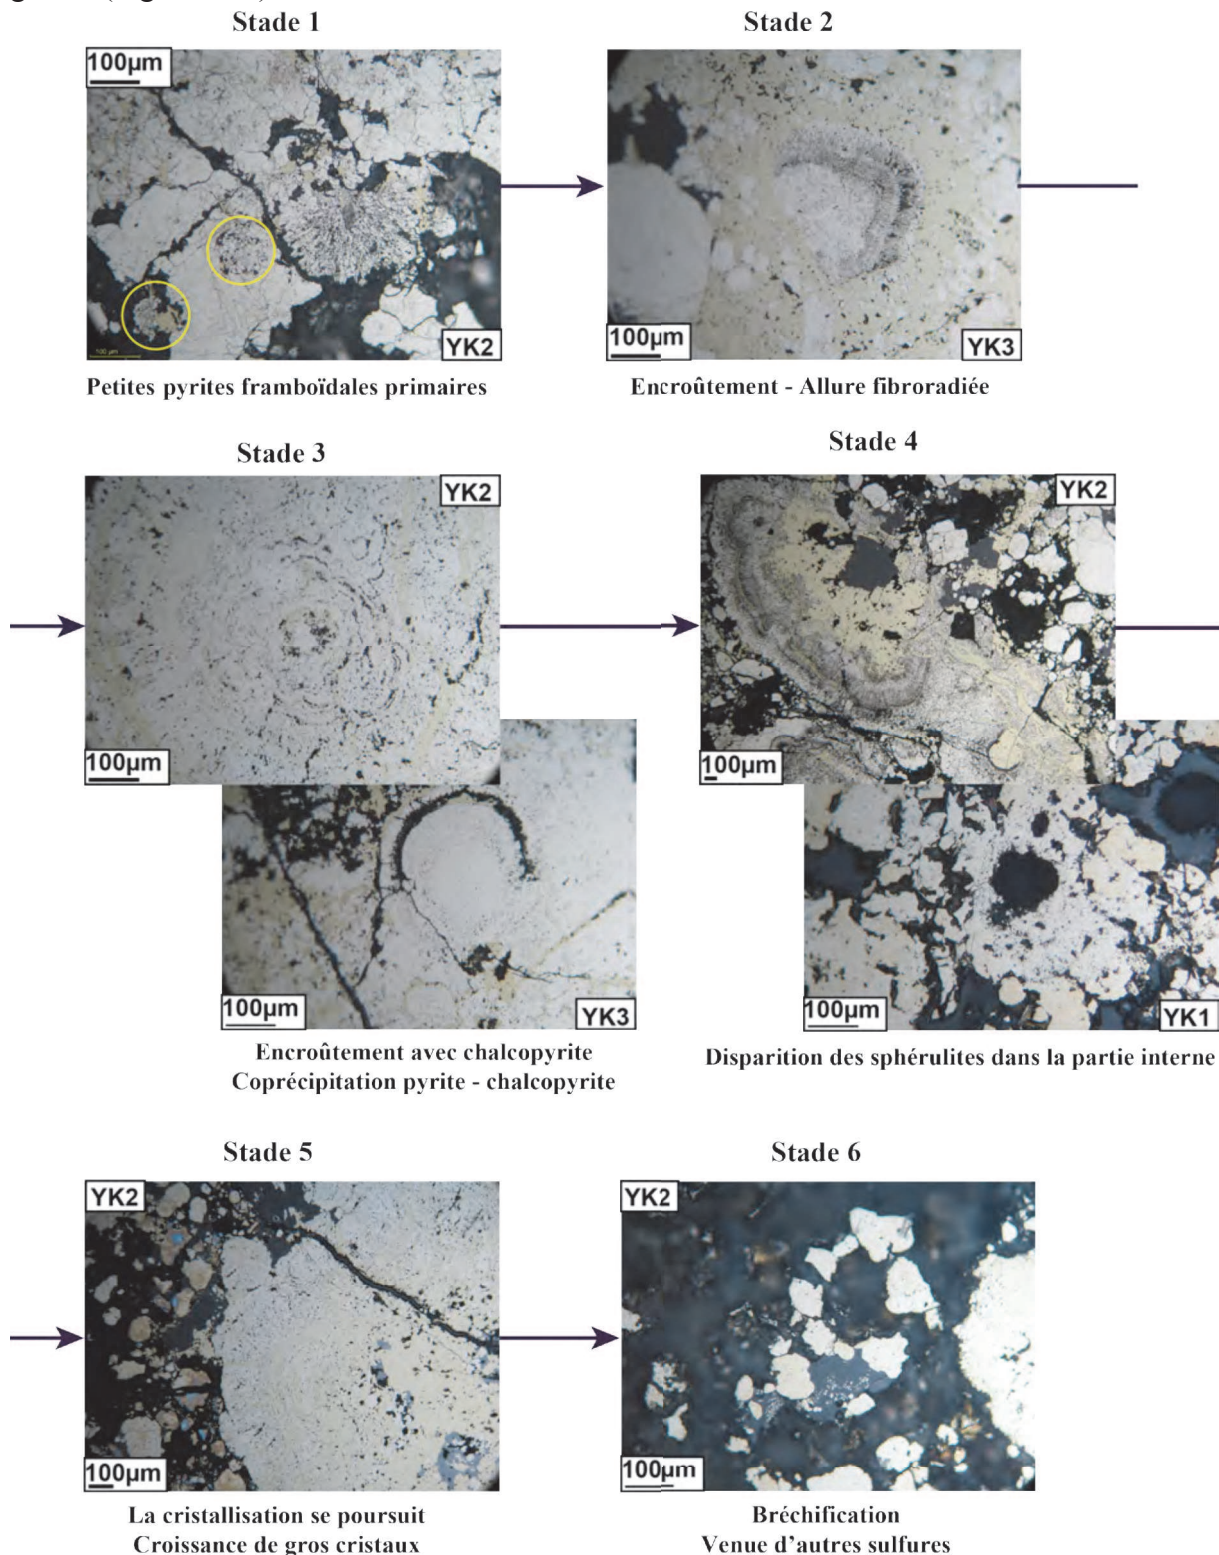 Stade 1
Stade 2
100µm
100 µm
YK2
100µm
YK3
Petites pyrites framboïdales primaires
Encroûtement - Allure fibroradiée
Stade 3
Stade 4
YK2
100µm
YK3
100µm
Encroûtement avec chalcopyrite
Coprécipitation pyrite - chalcopyrite
YK2
100µm
YK1
100µm
Disparition des sphérulites dans la partie interne
Stade 5
Stade 6
YK2
100µm
YK2
100µm
La cristallisation se poursuit
Croissance de gros cristaux
Bréchification
Venue d'autres sulfures